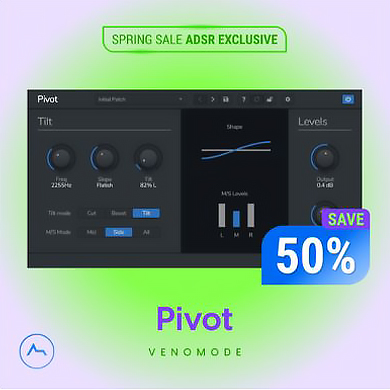 SPRING SALE ADSR EXCLUSIVE
Pivot
Initial Patch
Tilt
Levels
Shape
Freq
Slope
Tilt
Output
2255Hz
Flatish
82% L
0.4 dB
M/S Levels
Tilt mode
Cut
Boost
Tilt
M/S Mode
Mid
Side
All
L
M
R
SAVE
50%
Pivot
VENOMODE